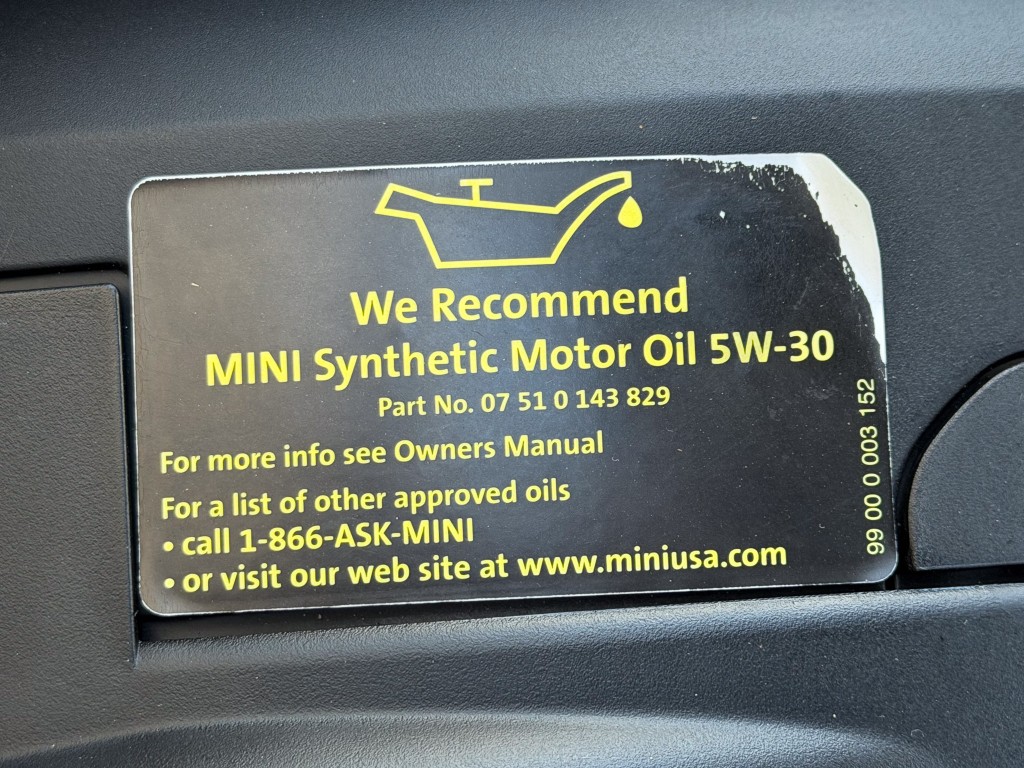 We Recommend
MINI Synthetic Motor Oil 5W-30
Part No. 07 51 0 143 829
For more info see Owners Manual
For a list of other approved oils
• call 1-866-ASK-MINI
• or visit our web site at www.miniusa.com
99 00 0 003 152